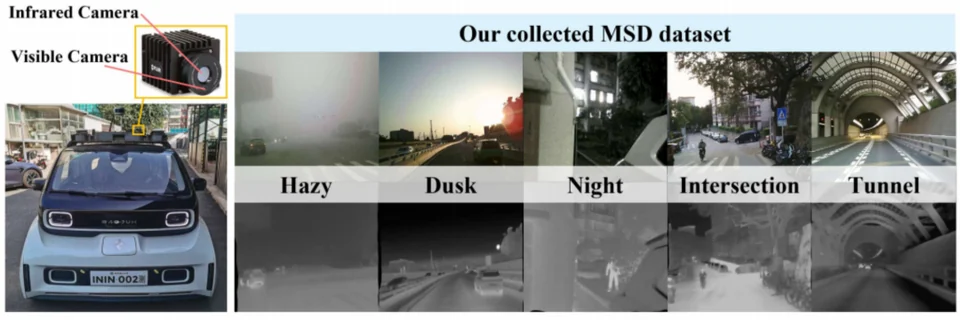 Infrared Camera
Visible Camera
Our collected MSD dataset
Hazy
Dusk
Night
Intersection
Tunnel
ININ 002